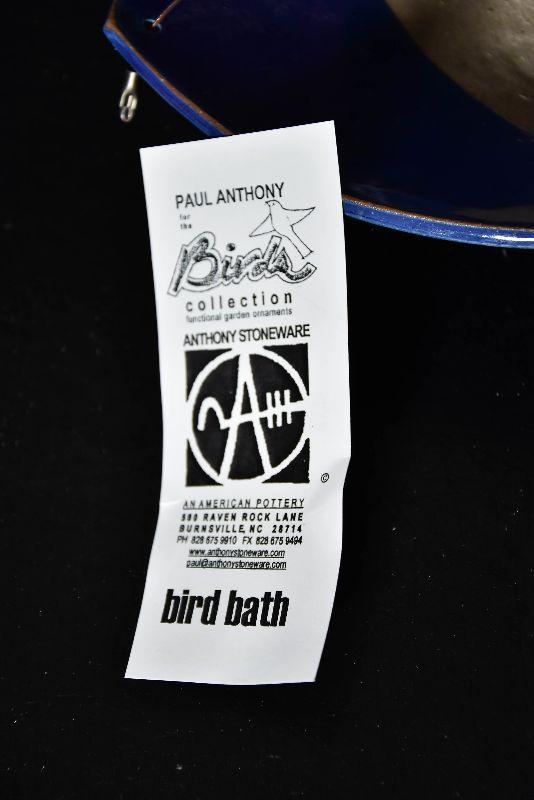 PAUL ANTHONY
for
the
Birds
collection
functional garden ornaments
ANTHONY STONEWARE
©
AN AMERICAN POTTERY
500 RAVEN ROCK LANE
BURNSVILLE, NC 28714
PH 828 675 9910 FX 828 675 9494
www.anthonystoneware.com
paul@anthonystoneware.com
bird bath